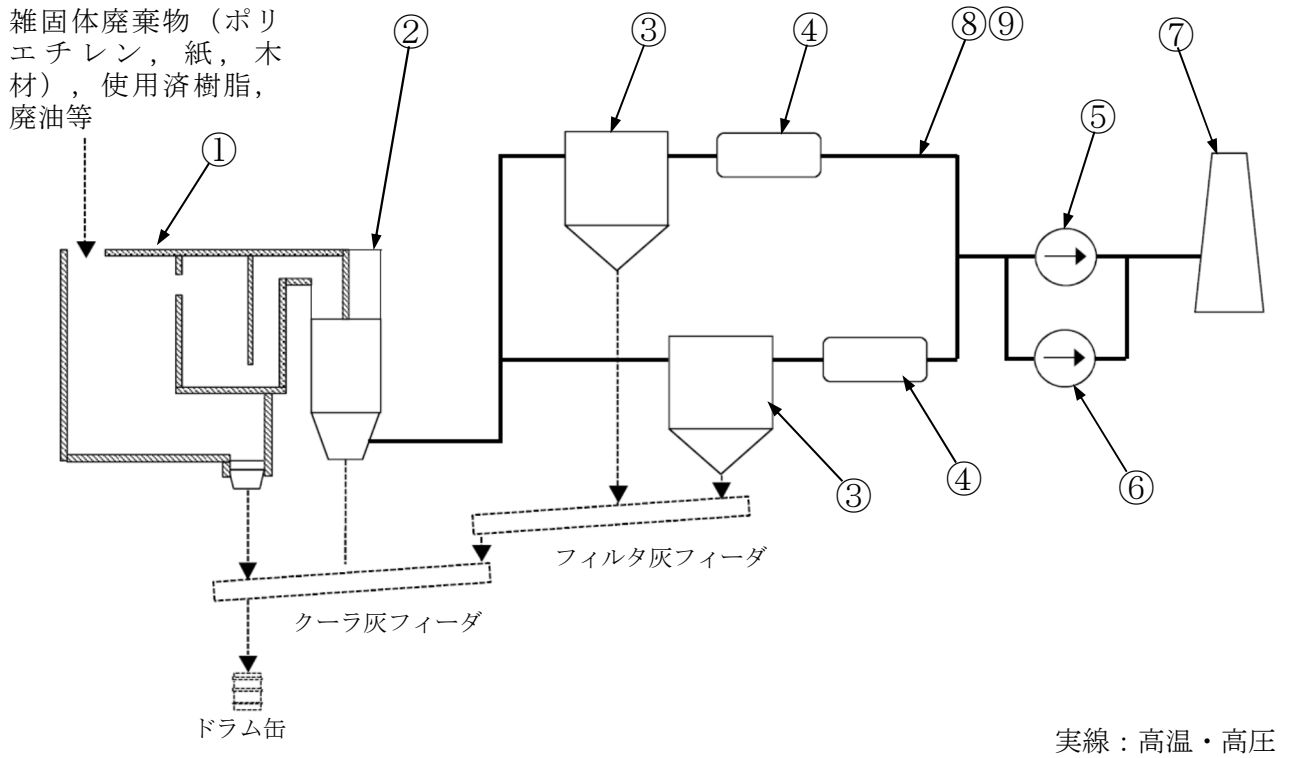 雑固体廃棄物（ポリ
エチレン，紙，木
材），使用済樹脂，
廃油等
①
②
③
④
⑧⑨
⑦
⑤
③
④
⑥
フィルタ灰フィーダ
クーラ灰フィーダ
ドラム缶
実線：高温・高圧